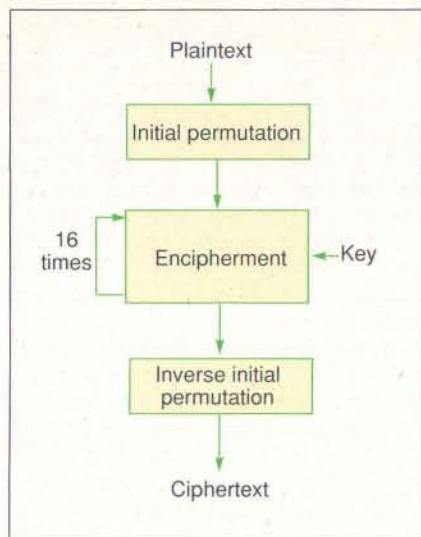 Plaintext
Initial permutation
16
times
Encipherment
Key
Inverse initial
permutation
Ciphertext